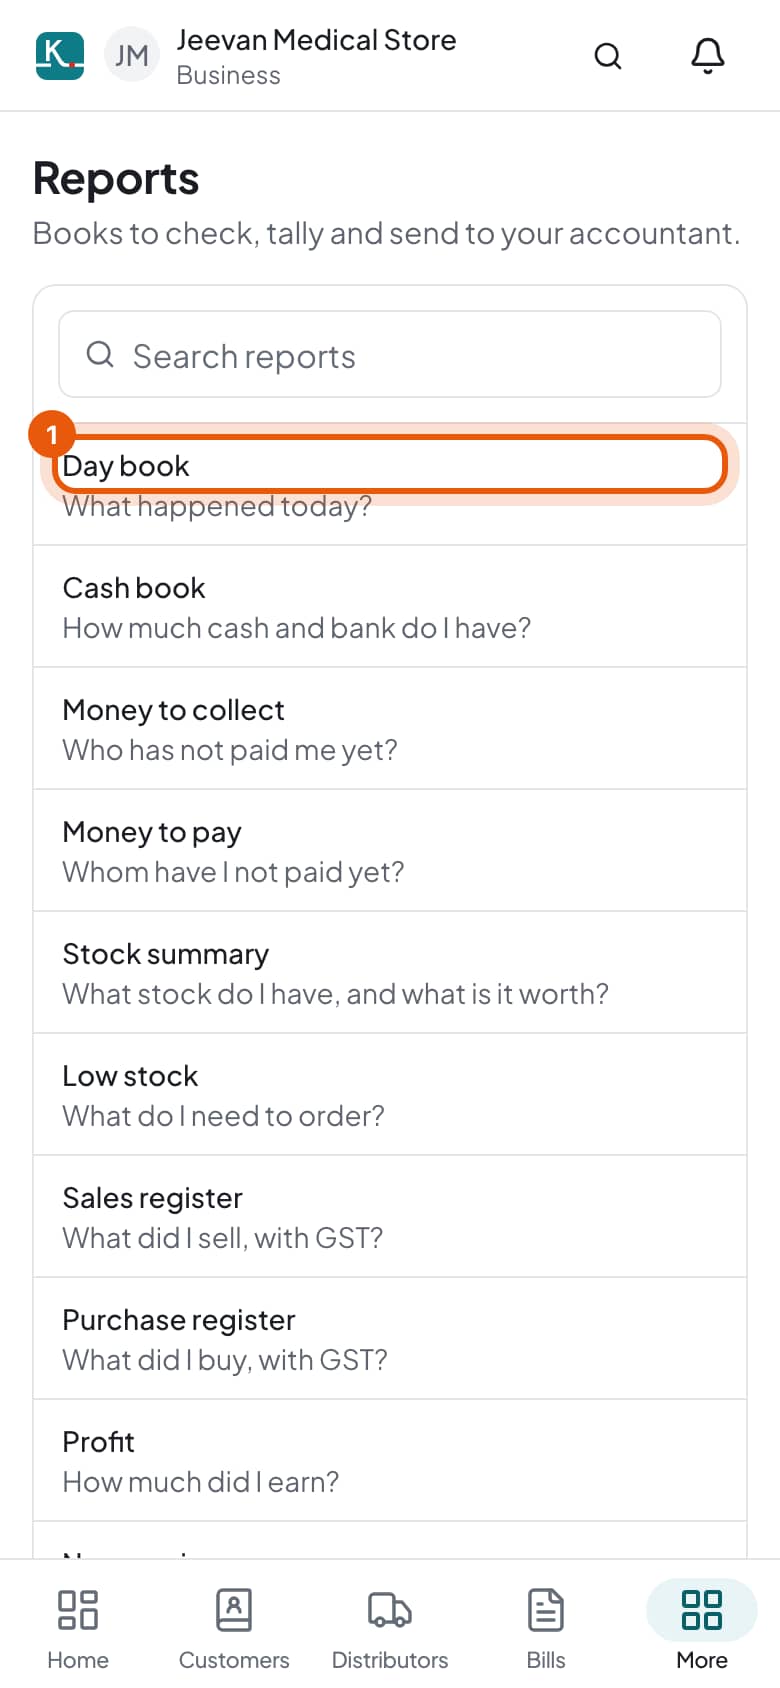 K.
JM
Jeevan Medical Store
Business
Reports
Books to check, tally and send to your accountant.
Search reports
1
Day book
What happened today?
Cash book
How much cash and bank do I have?
Money to collect
Who has not paid me yet?
Money to pay
Whom have I not paid yet?
Stock summary
What stock do I have, and what is it worth?
Low stock
What do I need to order?
Sales register
What did I sell, with GST?
Purchase register
What did I buy, with GST?
Profit
How much did I earn?
Home
Customers
Distributors
Bills
More